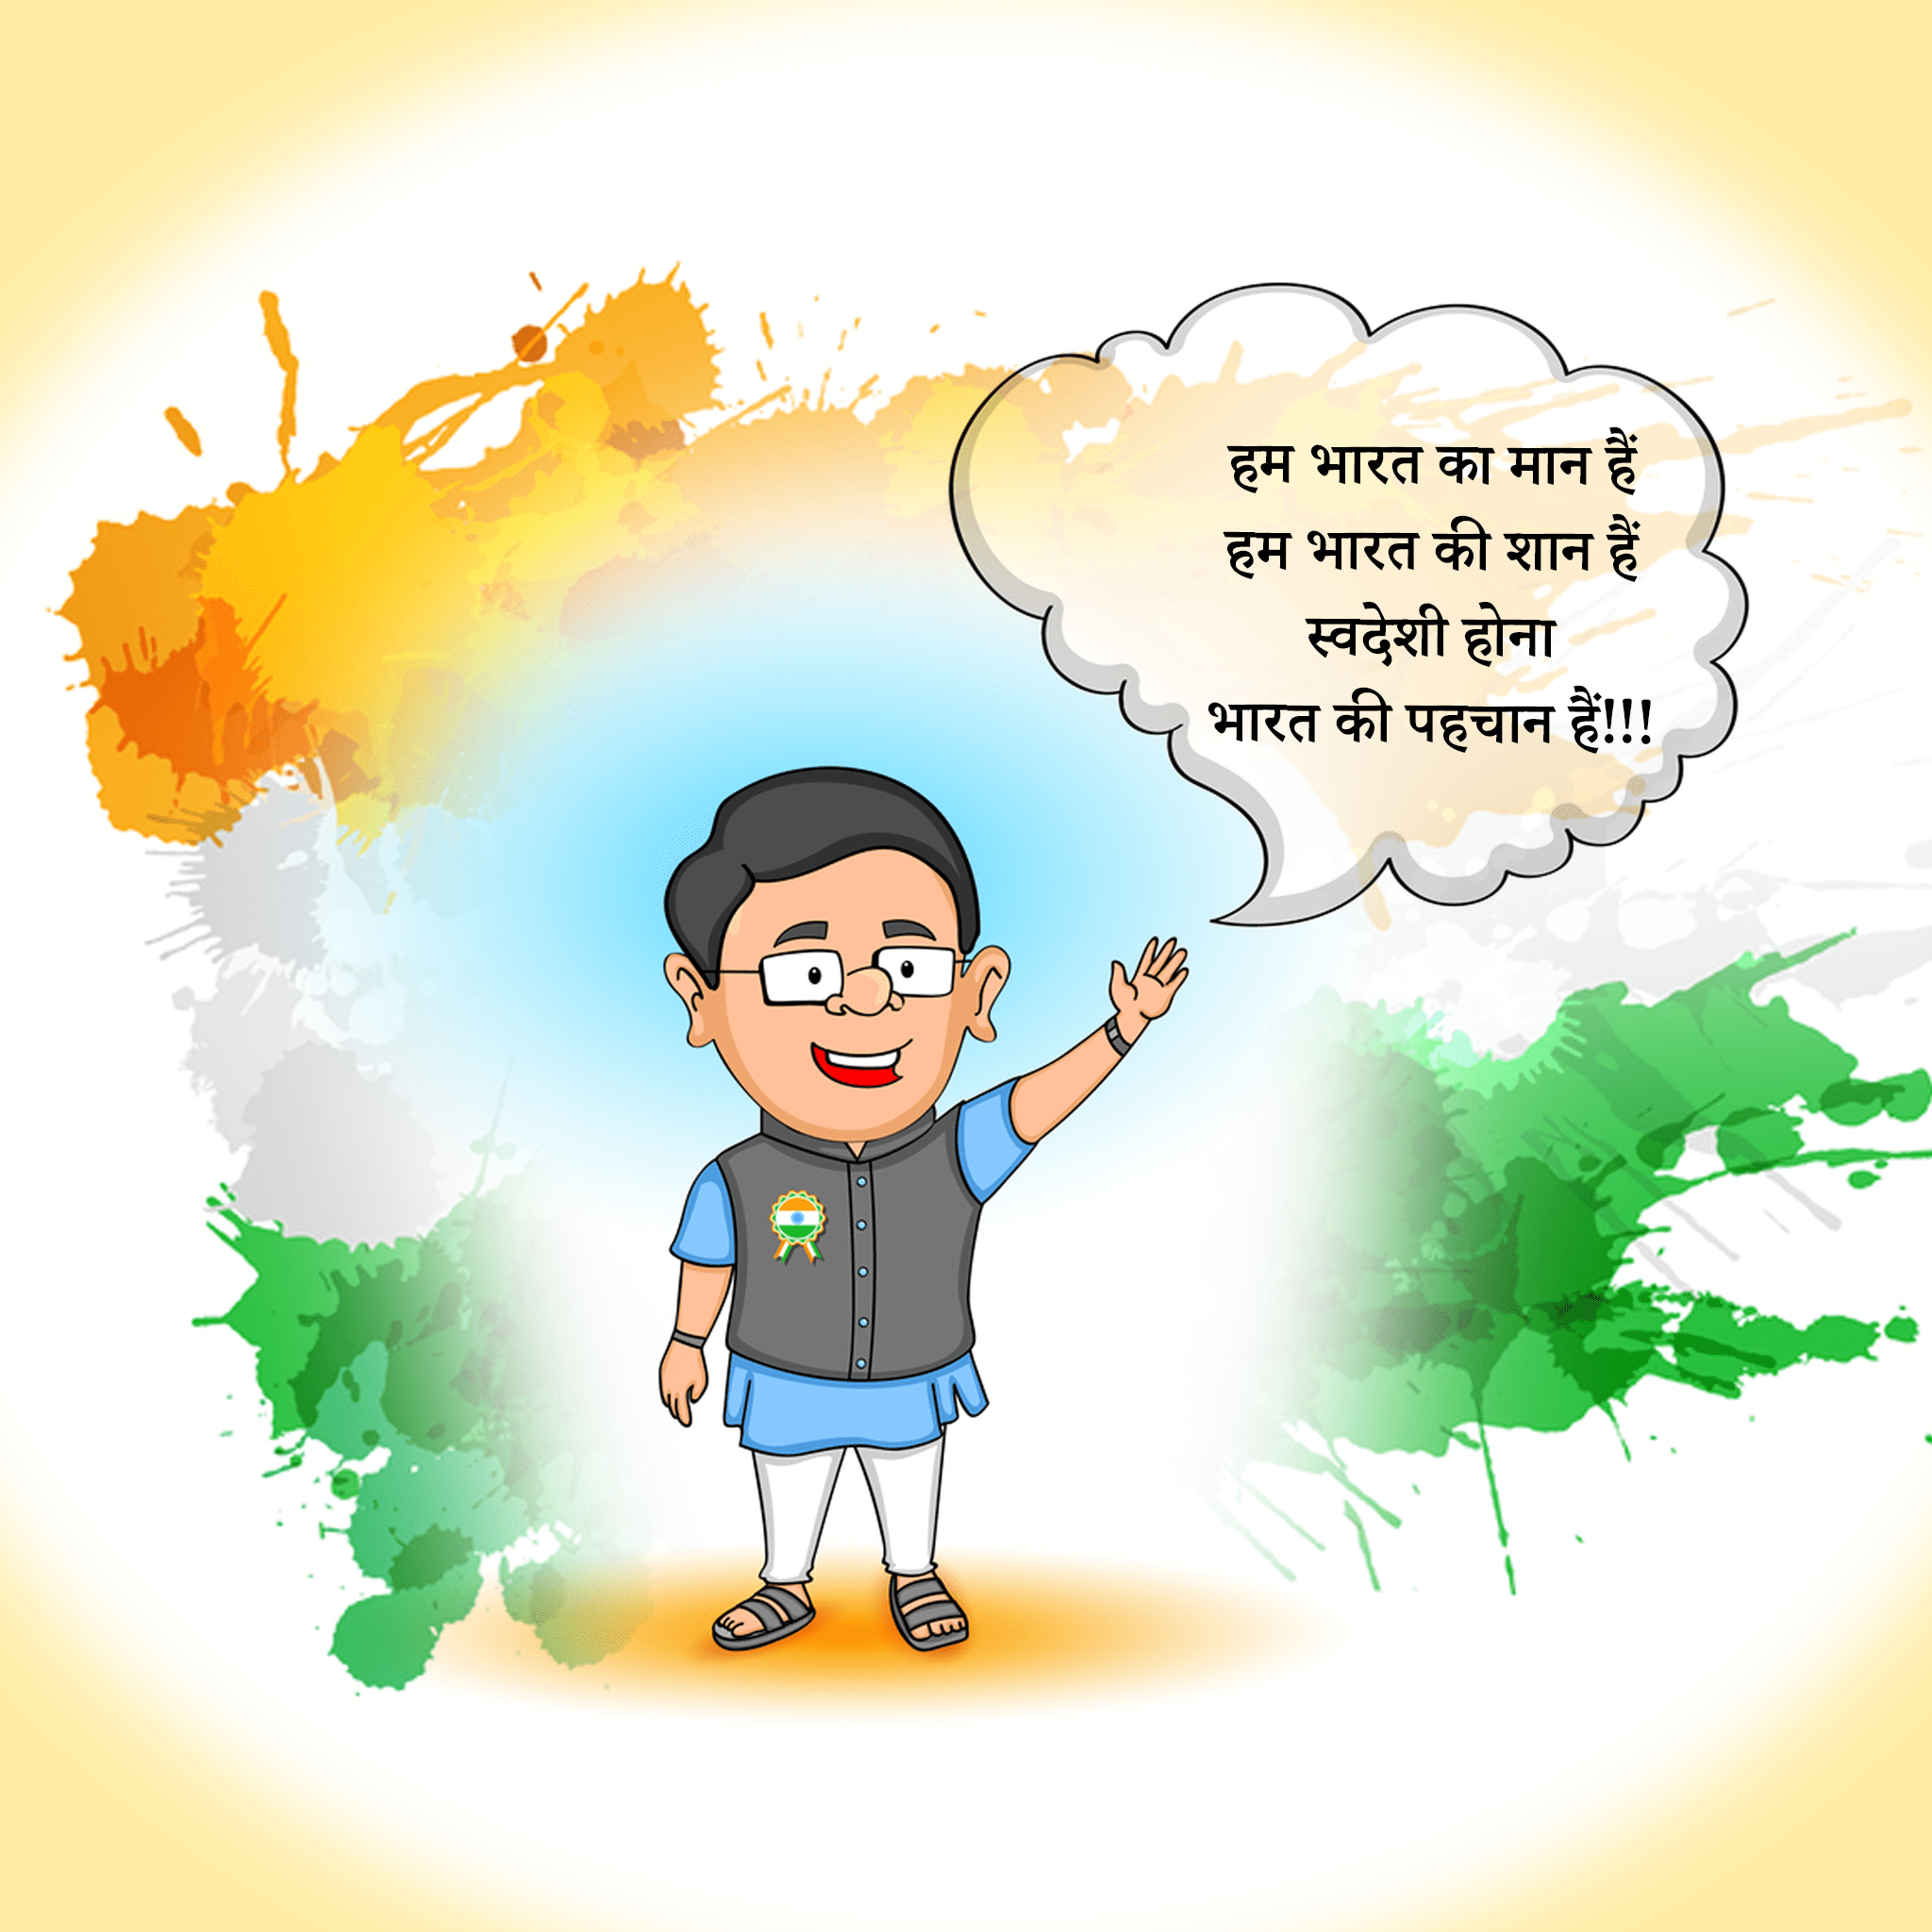 हम भारत का मान हैं
हम भारत की शान हैं
स्वदेशी होना
भारत की पहचान हैं!!!